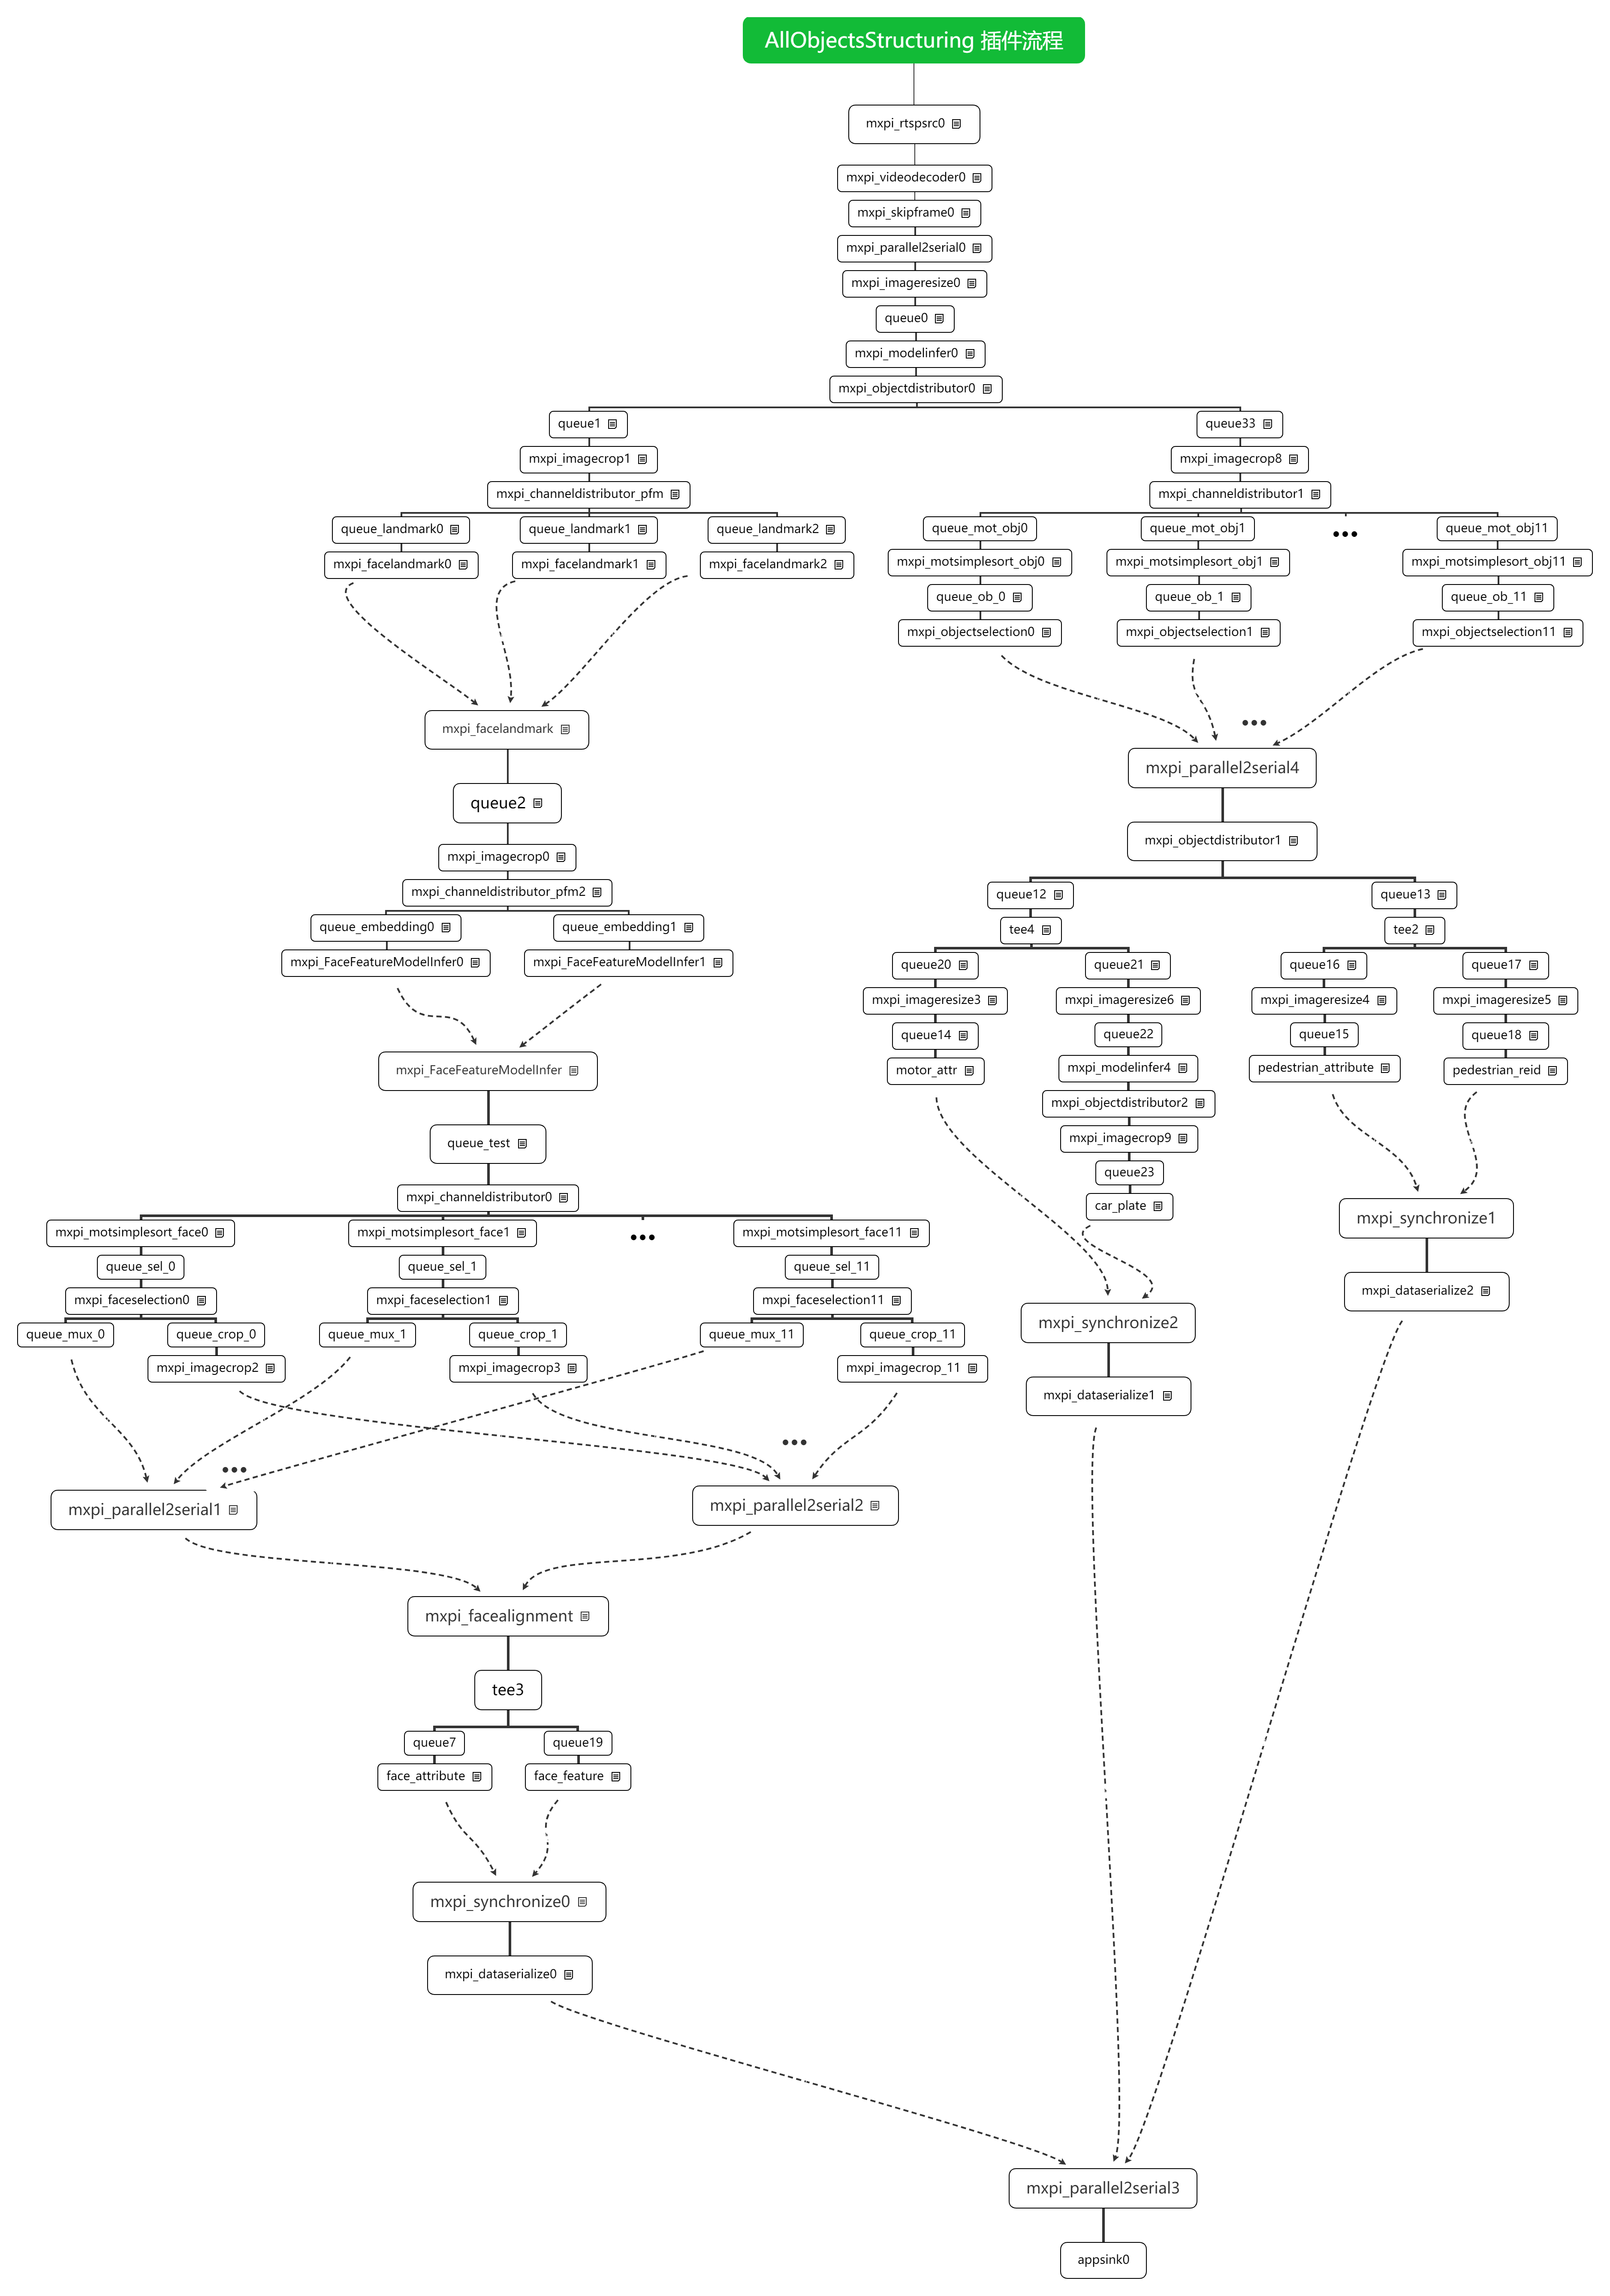 AllObjectsStructuring 插件流程
mxpi_rtspsrc0
mxpi_videodecoder0
mxpi_skipframe0
mxpi_parallel2serial0
mxpi_imageresize0
queue0
mxpi_modelinfer0
mxpi_objectdistributor0
queue1
mxpi_imagecrop1
mxpi_channeldistributor_pfm
queue_landmark0
queue_landmark1
queue_landmark2
mxpi_facelandmark0
mxpi_facelandmark1
mxpi_facelandmark2
mxpi_facelandmark
queue2
mxpi_imagecrop0
mxpi_channeldistributor_pfm2
queue_embedding0
queue_embedding1
mxpi_FaceFeatureModelInfer0
mxpi_FaceFeatureModelInfer1
mxpi_FaceFeatureModelInfer
queue_test
mxpi_channeldistributor0
mxpi_motsimplesort_face0
mxpi_motsimplesort_face1
•••
mxpi_motsimplesort_face11
queue_sel_0
queue_sel_1
queue_sel_11
mxpi_faceselection0
mxpi_faceselection1
mxpi_faceselection11
queue_mux_0
queue_crop_0
queue_mux_1
queue_crop_1
queue_mux_11
queue_crop_11
mxpi_imagecrop2
mxpi_imagecrop3
mxpi_imagecrop_11
•••
•••
mxpi_parallel2serial1
mxpi_parallel2serial2
mxpi_facealignment
tee3
queue7
queue19
face_attribute
face_feature
mxpi_synchronize0
mxpi_dataserialize0
queue33
mxpi_imagecrop8
mxpi_channeldistributor1
queue_mot_obj0
queue_mot_obj1
•••
queue_mot_obj11
mxpi_motsimplesort_obj0
mxpi_motsimplesort_obj1
mxpi_motsimplesort_obj11
queue_ob_0
queue_ob_1
queue_ob_11
mxpi_objectselection0
mxpi_objectselection1
mxpi_objectselection11
•••
mxpi_parallel2serial4
mxpi_objectdistributor1
queue12
queue13
tee4
tee2
queue20
queue21
queue16
queue17
mxpi_imageresize3
mxpi_imageresize6
mxpi_imageresize4
mxpi_imageresize5
queue14
queue22
queue15
queue18
motor_attr
mxpi_modelinfer4
pedestrian_attribute
pedestrian_reid
mxpi_objectdistributor2
mxpi_imagecrop9
queue23
car_plate
mxpi_synchronize1
mxpi_dataserialize2
mxpi_synchronize2
mxpi_dataserialize1
mxpi_parallel2serial3
appsink0